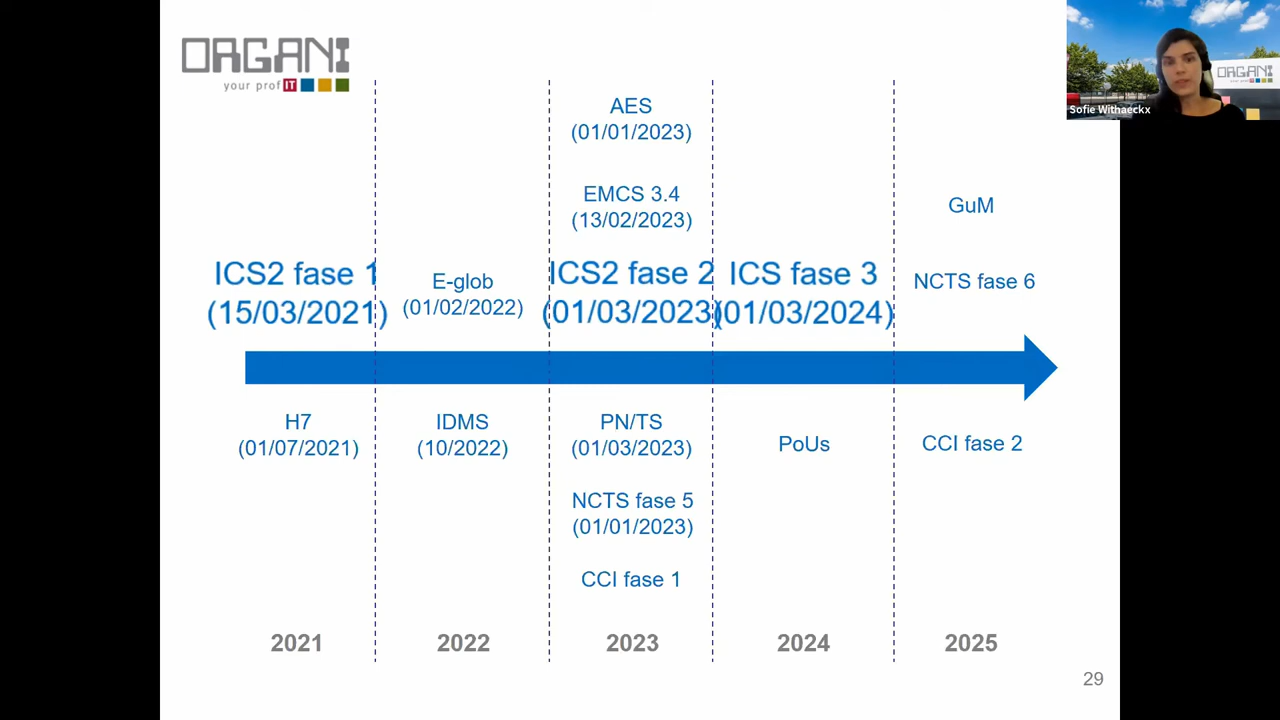 ORGANI
your profIT
AES
(01/01/2023)
EMCS 3.4
(13/02/2023)
GuM
ICS2 fase 1
(15/03/2021)
E-glob
(01/02/2022)
ICS2 fase 2
(01/03/2023)
ICS fase 3
(01/03/2024)
NCTS fase 6
H7
(01/07/2021)
IDMS
(10/2022)
PN/TS
(01/03/2023)
PoUs
CCI fase 2
NCTS fase 5
(01/01/2023)
CCI fase 1
2021
2022
2023
2024
2025
29
ORGANI
Sofie Withaeckx